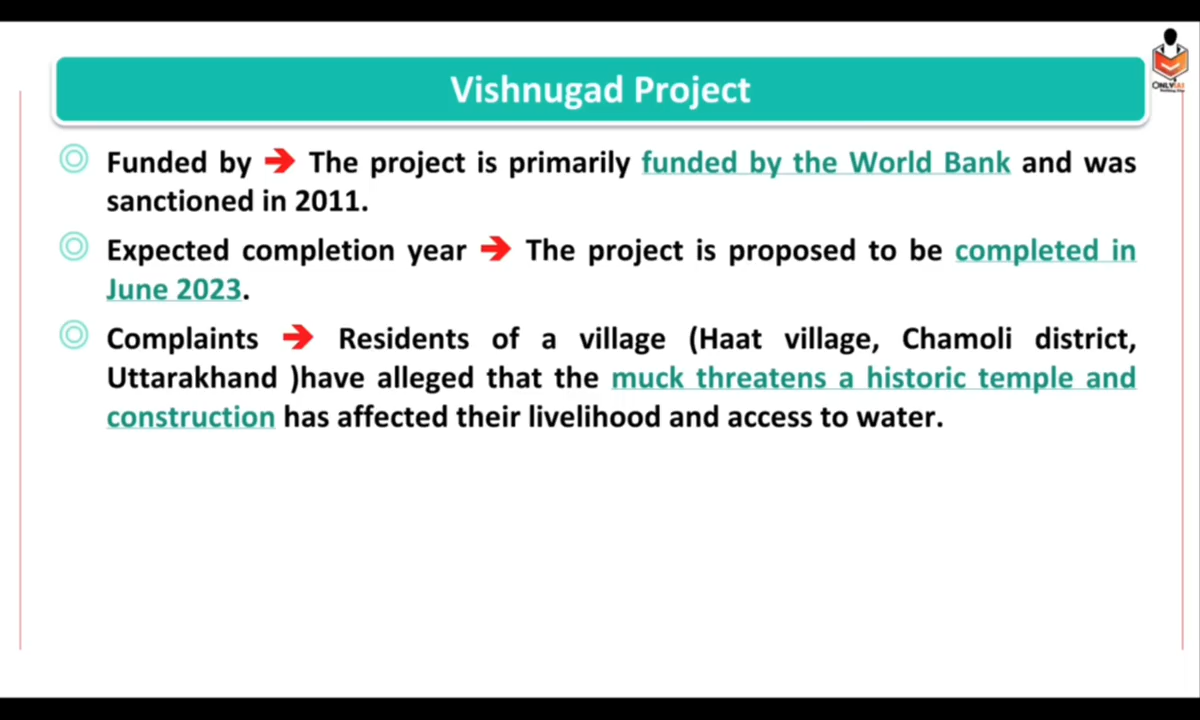 Vishnugad Project
ONLYIAS
Funded by ➔ The project is primarily funded by the World Bank and was
sanctioned in 2011.
Expected completion year ➔ The project is proposed to be completed in
June 2023.
Complaints ➔ Residents of a village (Haat village, Chamoli district,
Uttarakhand )have alleged that the muck threatens a historic temple and
construction has affected their livelihood and access to water.